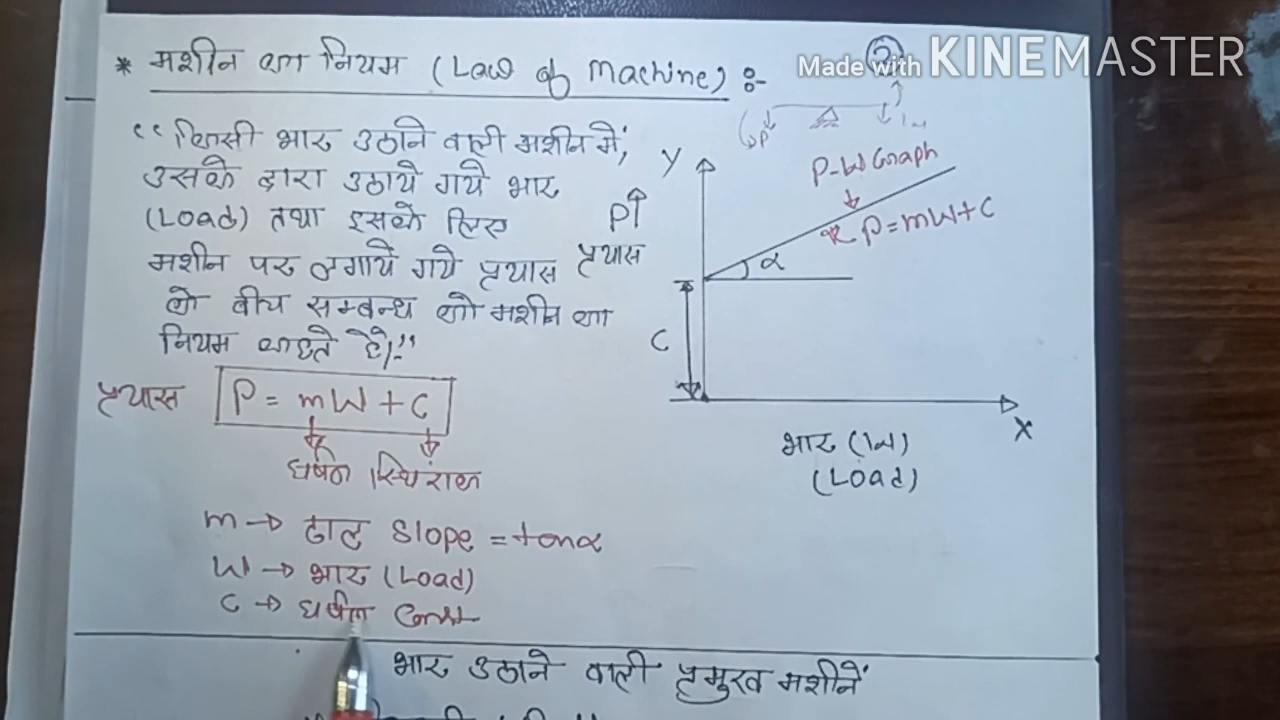 * मशीन का नियम (Law of Machine) :-
Made with KINEMASTER
"किसी भार उठाने वाली मशीन में,
उसके द्वारा उठाये गये भार
(Load) तथा इसके लिए
मशीन पर लगाये गये प्रयास
के बीच सम्बन्ध को मशीन का
नियम कहते है।"
प्रयास P = mW + C
घर्षण स्थिरांक
m → ढाल Slope = tanα
W → भार (Load)
C → घर्षण Const
P
W
Y
P-W Graph
P↑
प्रयास
P = mW + C
α
C
X
भार (W)
(Load)
भार उठाने वाली प्रमुख मशीनें